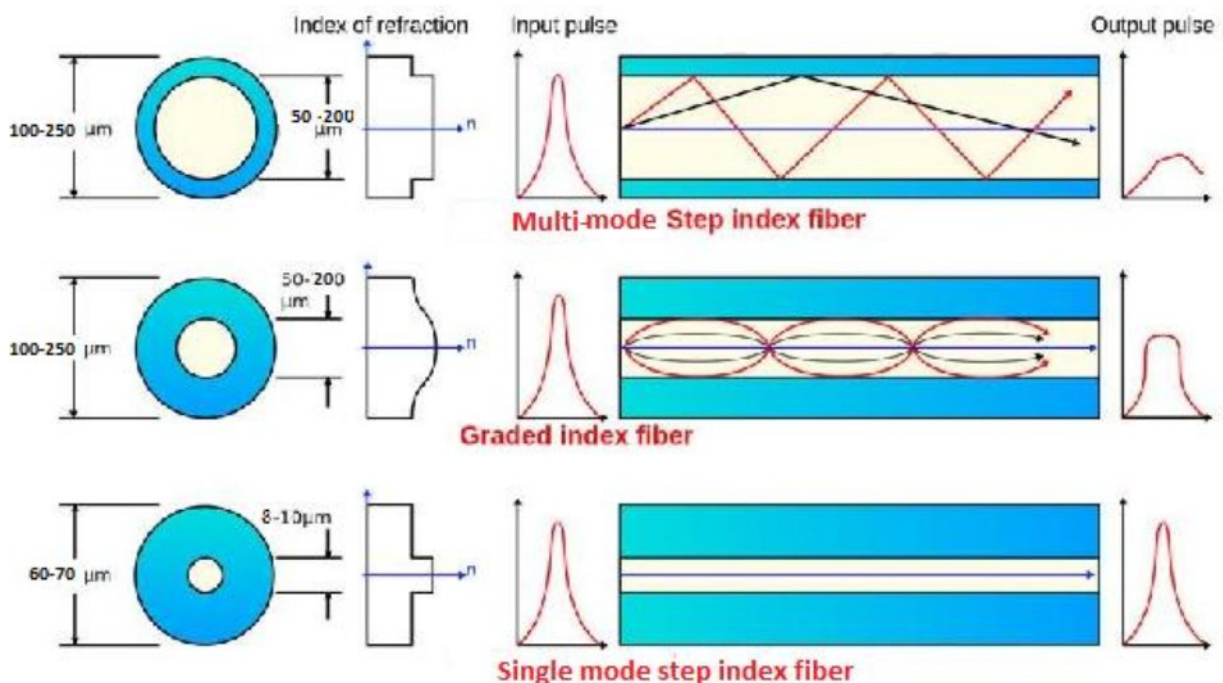 Index of refraction Input pulse Output pulse
100-250 μm
50 -200
μm
n
Multi-mode Step index fiber
50-200
μm
100-250 μm
n
Graded index fiber
8-10μm
60-70 μm
n
Single mode step index fiber